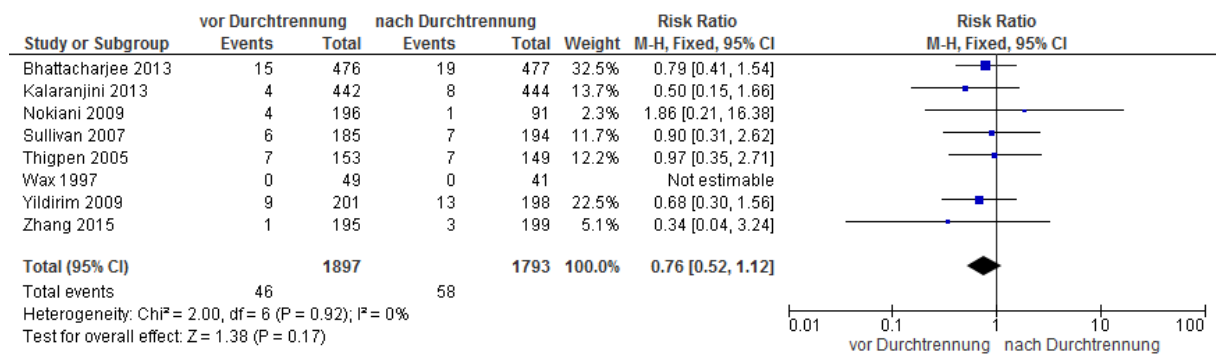 vor Durchtrennung nach Durchtrennung Risk Ratio Risk Ratio
Study or Subgroup Events Total Events Total Weight M-H, Fixed, 95% CI M-H, Fixed, 95% CI
Bhattacharjee 2013 15 476 19 477 32.5% 0.79 [0.41, 1.54]
Kalaranjini 2013 4 442 8 444 13.7% 0.50 [0.15, 1.66]
Nokiani 2009 4 196 1 91 2.3% 1.86 [0.21, 16.38]
Sullivan 2007 6 185 7 194 11.7% 0.90 [0.31, 2.62]
Thigpen 2005 7 153 7 149 12.2% 0.97 [0.35, 2.71]
Wax 1997 0 49 0 41 Not estimable
Yildirim 2009 9 201 13 198 22.5% 0.68 [0.30, 1.56]
Zhang 2015 1 195 3 199 5.1% 0.34 [0.04, 3.24]
Total (95% CI) 1897 1793 100.0% 0.76 [0.52, 1.12]
Total events 46 58
Heterogeneity: Chi² = 2.00, df = 6 (P = 0.92); I² = 0%
Test for overall effect: Z = 1.38 (P = 0.17)
0.01 0.1 1 10 100
vor Durchtrennung nach Durchtrennung